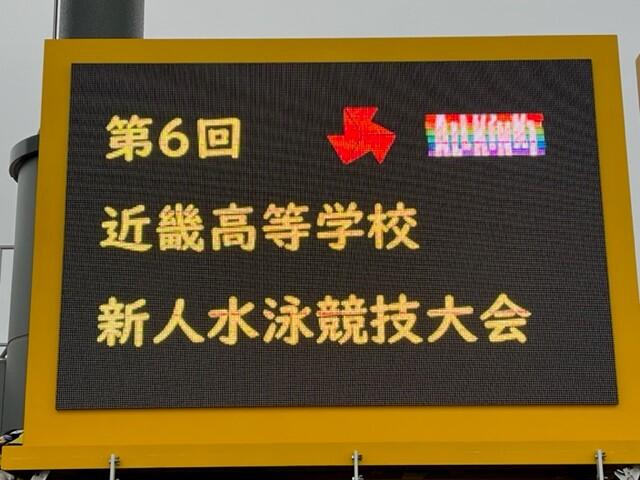 第6回
近畿高等学校
新人水泳競技大会